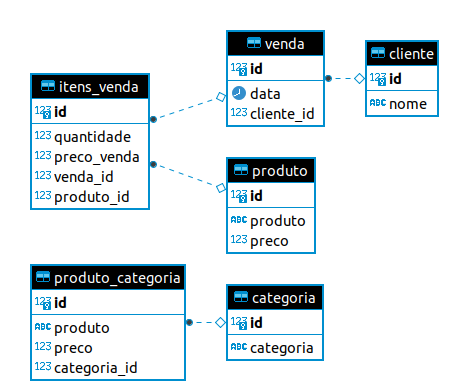 venda
123 id
data
123 cliente_id
cliente
123 id
ABC nome
itens_venda
123 id
123 quantidade
123 preco_venda
123 venda_id
123 produto_id
produto
123 id
ABC produto
123 preco
produto_categoria
123 id
ABC produto
123 preco
123 categoria_id
categoria
123 id
ABC categoria